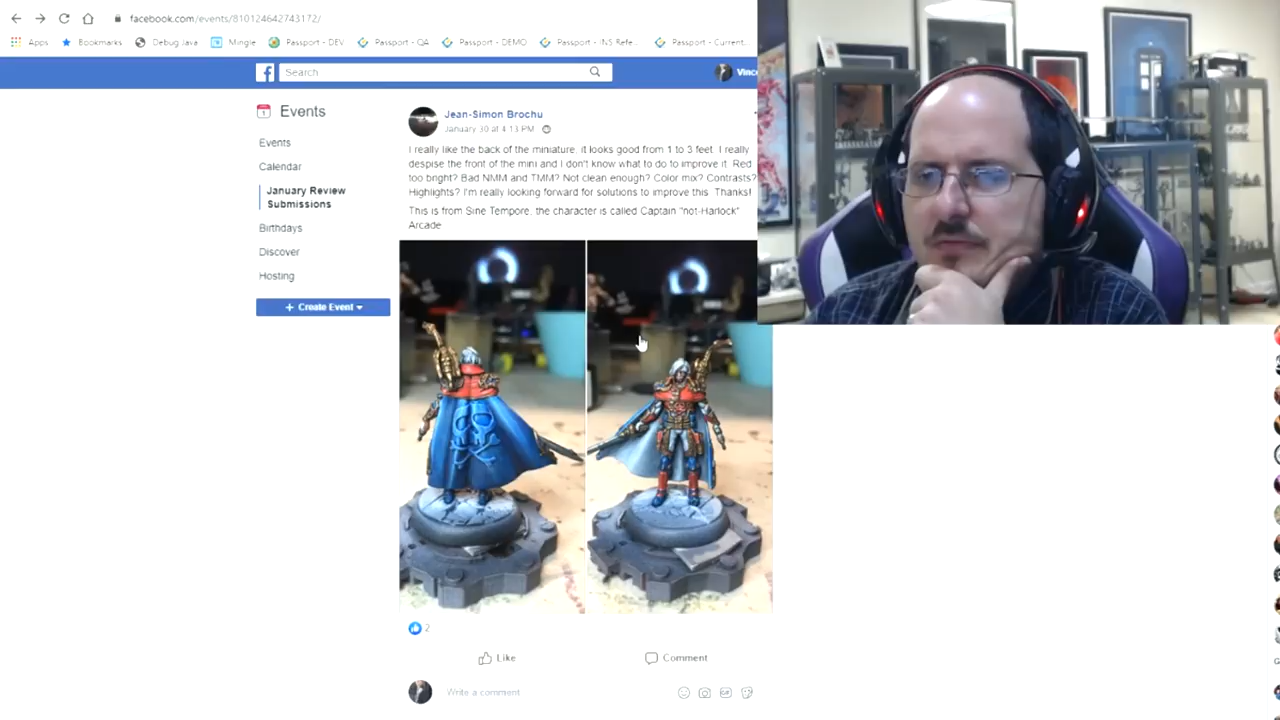 facebook.com/events/810124642743172/
Apps Bookmarks Debug Java Mingle Passport - DEV Passport - QA Passport - DEMO Passport - INS Refe... Passport - Current...
Search
Vinc
Events
Jean-Simon Brochu
January 30 at 4:13 PM
Events
Calendar
January Review
Submissions
Birthdays
Discover
Hosting
+ Create Event
I really like the back of the miniature, it looks good from 1 to 3 feet. I really
despise the front of the mini and I don't know what to do to improve it. Red
too bright? Bad NMM and TMM? Not clean enough? Color mix? Contrasts?
Highlights? I'm really looking forward for solutions to improve this. Thanks!
This is from Sine Tempore, the character is called Captain "not-Harlock"
Arcade
2
Like
Comment
Write a comment